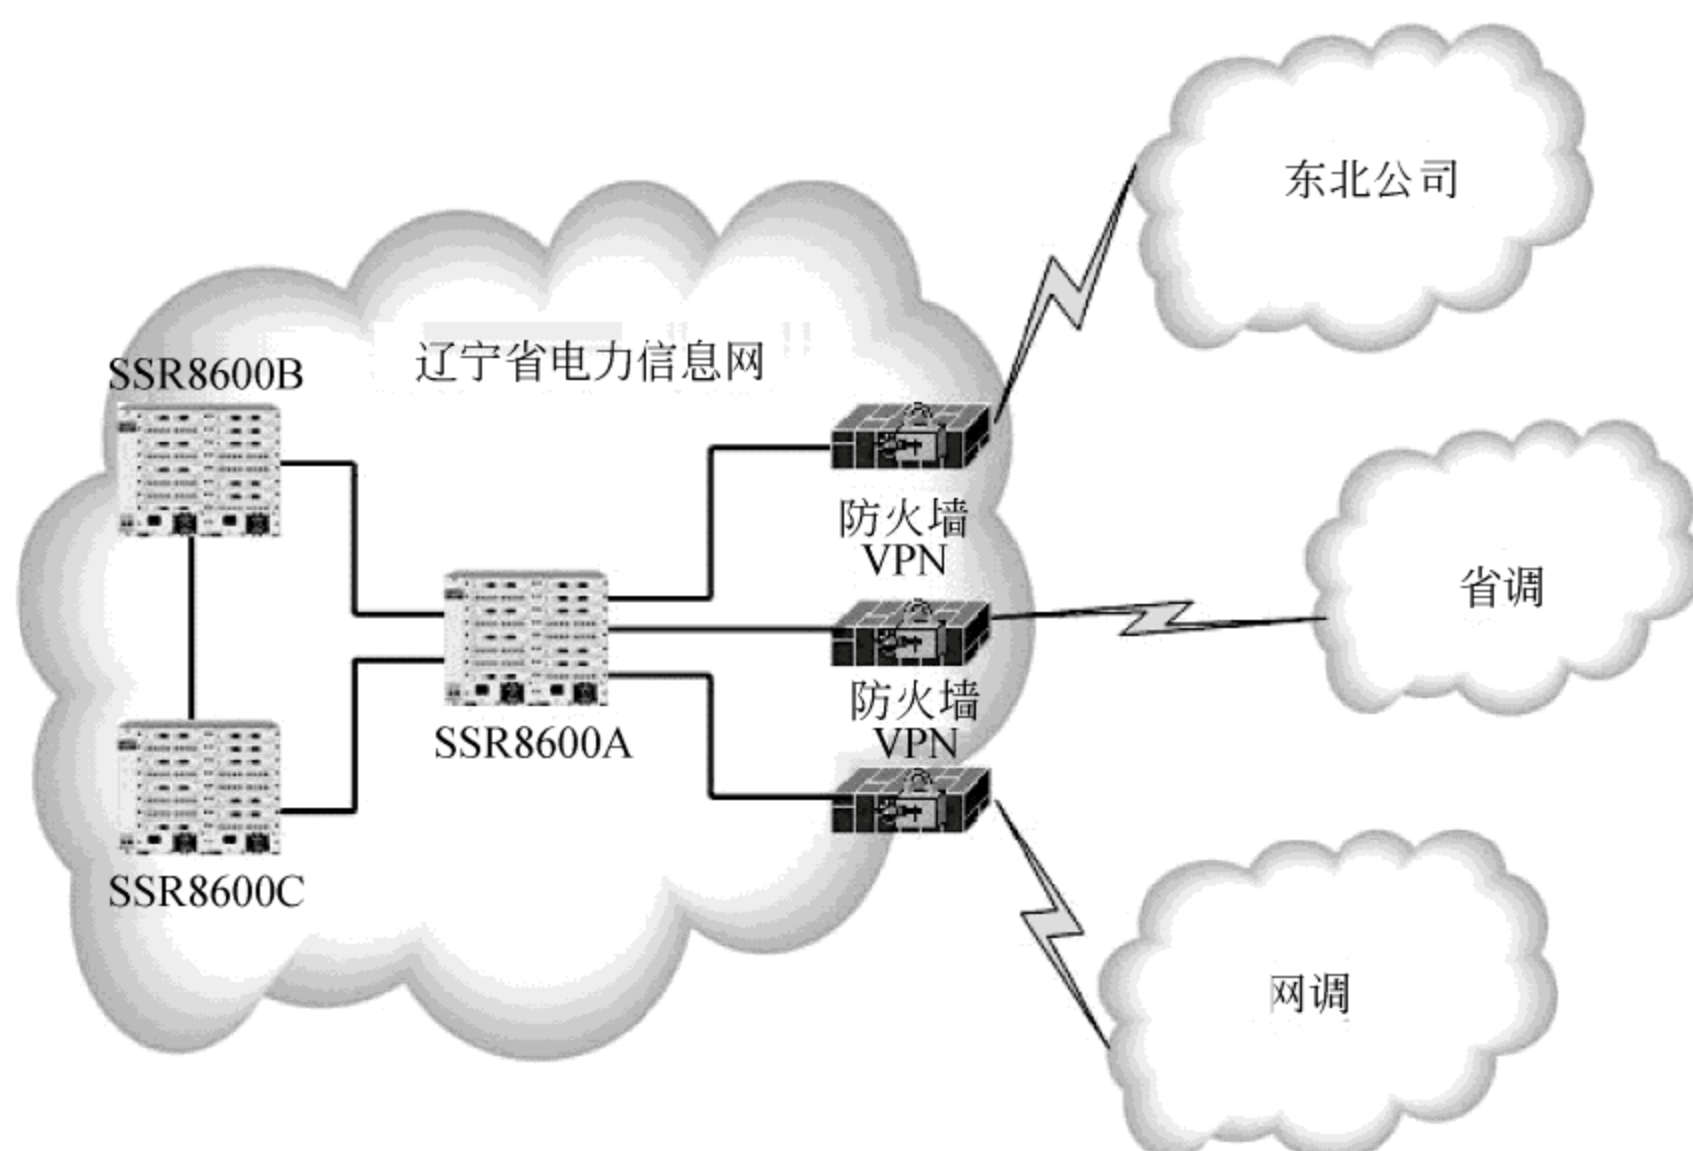 东北公司
辽宁省电力信息网
SSR8600B
防火墙
VPN
省调
防火墙
VPN
SSR8600A
SSR8600C
网调